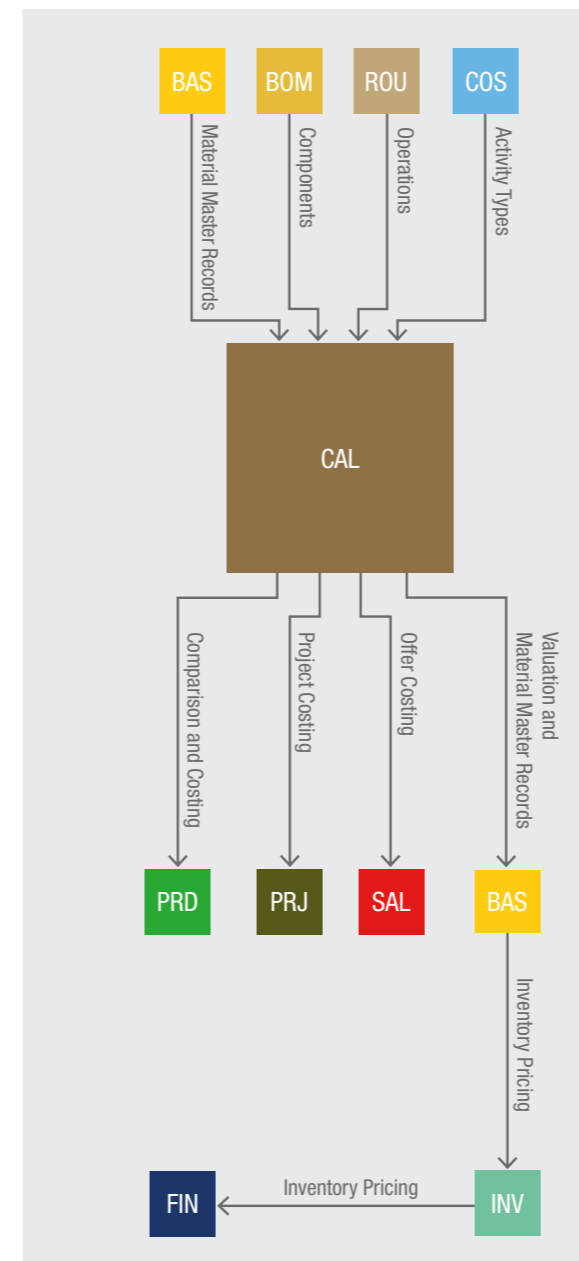 BAS
BOM
ROU
COS
Material Master Records
Components
Operations
Activity Types
CAL
Comparison and Costing
Project Costing
Offer Costing
Valuation and
Material Master Records
PRD
PRJ
SAL
BAS
Inventory Pricing
FIN
Inventory Pricing
INV